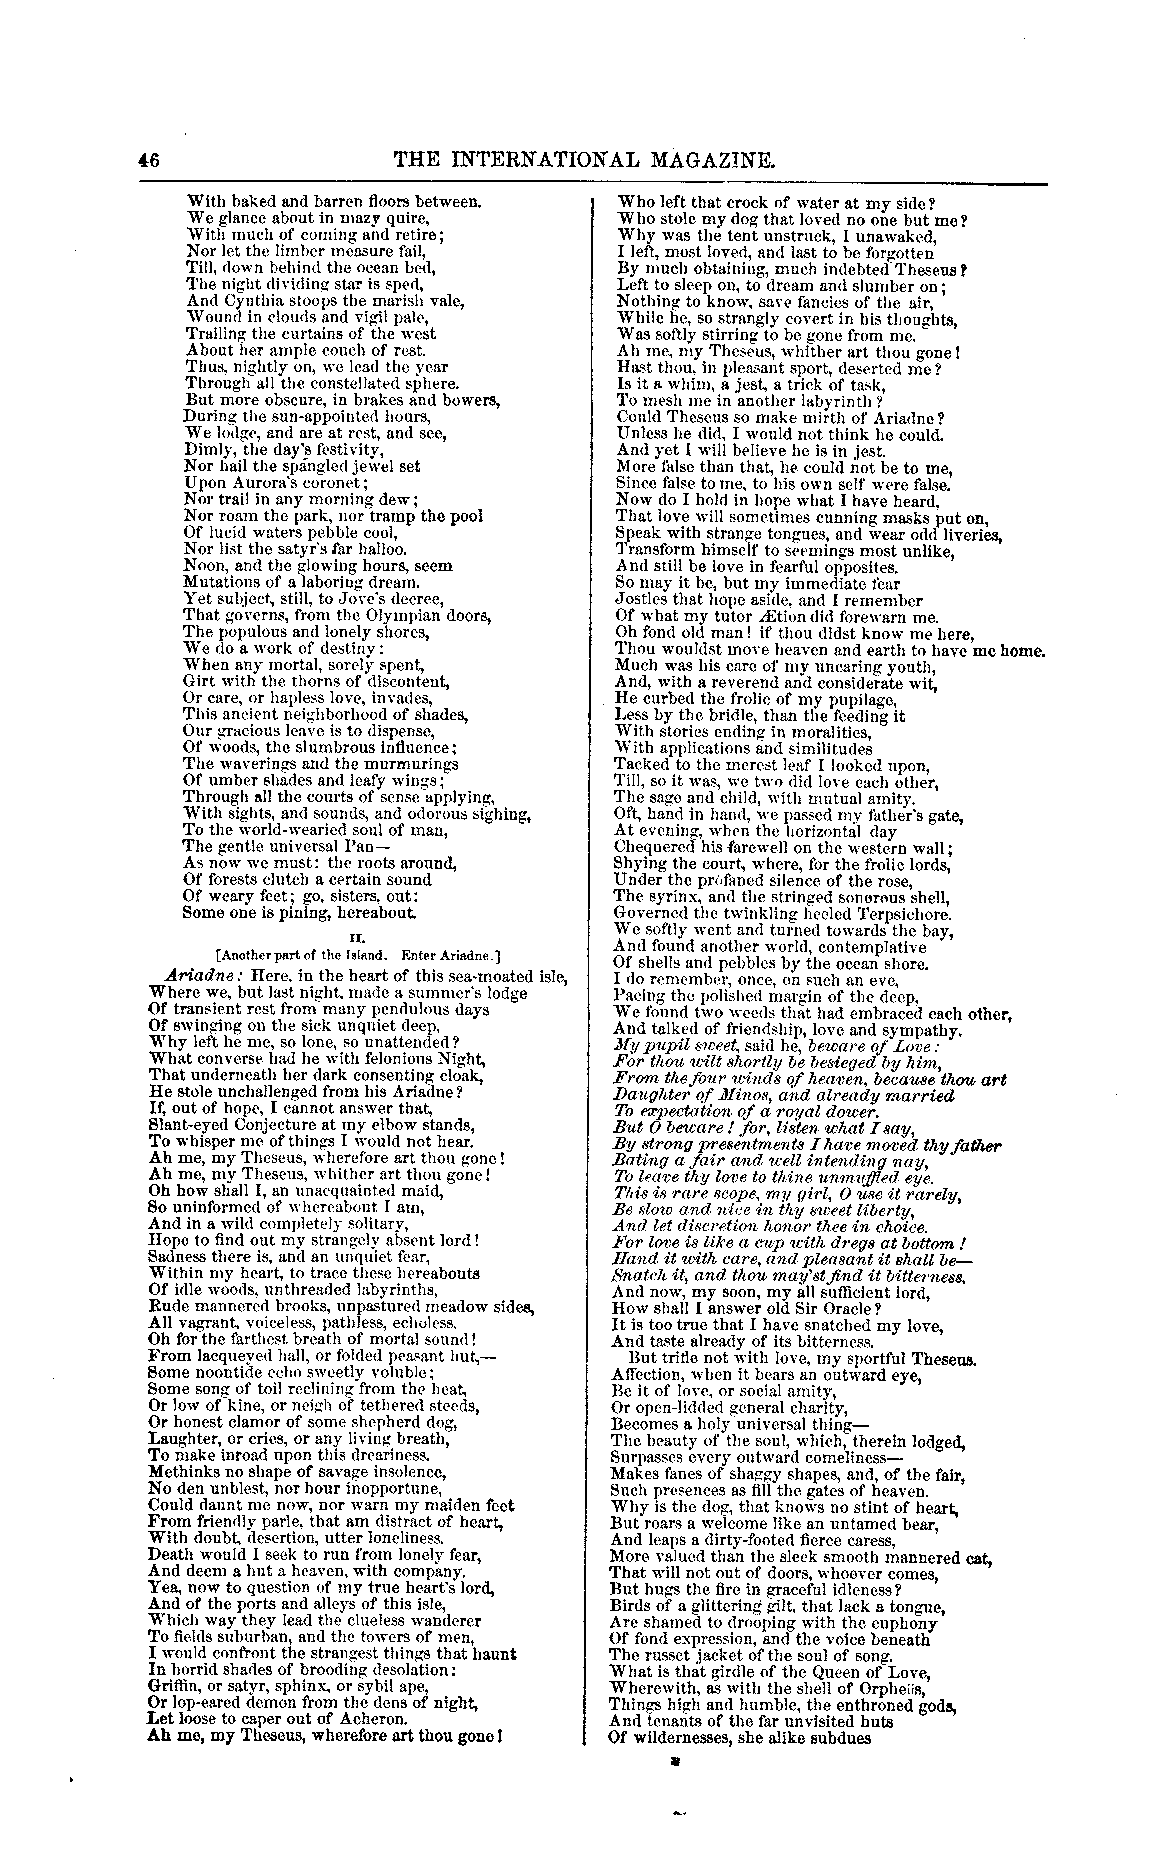 46 THE INTERNATIONAL MAGAZINE.
With baked and barren floors between.
We glance about in mazy quire,
With much of coming and retire;
Nor let the limber measure fail,
Till, down behind the ocean bed,
The night dividing star is sped,
And Cynthia stoops the marish vale,
Wound in clouds and vigil pale,
Trailing the curtains of the west
About her ample couch of rest.
Thus, nightly on, we lead the year
Through all the constellated sphere.
But more obscure, in brakes and bowers,
During the sun-appointed hours,
We lodge, and are at rest, and see,
Dimly, the day's festivity,
Nor hail the spangled jewel set
Upon Aurora's coronet;
Nor trail in any morning dew;
Nor roam the park, nor tramp the pool
Of lucid waters pebble cool,
Nor list the satyr's far halloo.
Noon, and the glowing hours, seem
Mutations of a laboring dream.
Yet subject, still, to Jove's decree,
That governs, from the Olympian doors,
The populous and lonely shores,
We do a work of destiny:
When any mortal, sorely spent,
Girt with the thorns of discontent,
Or care, or hapless love, invades,
This ancient neighborhood of shades,
Our gracious leave is to dispense,
Of woods, the slumbrous influence;
The waverings and the murmurings
Of umber shades and leafy wings;
Through all the courts of sense applying,
With sights, and sounds, and odorous sighing,
To the world-wearied soul of man,
The gentle universal Pan—
As now we must: the roots around,
Of forests clutch a certain sound
Of weary feet; go, sisters, out:
Some one is pining, hereabout.
II.
[Another part of the Island. Enter Ariadne.]
Ariadne: Here, in the heart of this sea-moated isle,
Where we, but last night, made a summer's lodge
Of transient rest from many pendulous days
Of swinging on the sick unquiet deep,
Why left he me, so lone, so unattended?
What converse had he with felonious Night,
That underneath her dark consenting cloak,
He stole unchallenged from his Ariadne?
If, out of hope, I cannot answer that,
Slant-eyed Conjecture at my elbow stands,
To whisper me of things I would not hear.
Ah me, my Theseus, wherefore art thou gone!
Ah me, my Theseus, whither art thou gone!
Oh how shall I, an unacquainted maid,
So uninformed of whereabout I am,
And in a wild completely solitary,
Hope to find out my strangely absent lord!
Sadness there is, and an unquiet fear,
Within my heart, to trace these hereabouts
Of idle woods, unthreaded labyrinths,
Rude mannered brooks, unpastured meadow sides,
All vagrant, voiceless, pathless, echoless.
Oh for the farthest breath of mortal sound!
From lacqueyed hall, or folded peasant hut,—
Some noontide echo sweetly voluble;
Some song of toil reclining from the heat,
Or low of kine, or neigh of tethered steeds,
Or honest clamor of some shepherd dog,
Laughter, or cries, or any living breath,
To make inroad upon this dreariness.
Methinks no shape of savage insolence,
No den unblest, nor hour inopportune,
Could daunt me now, nor warn my maiden feet
From friendly parle, that am distract of heart,
With doubt, desertion, utter loneliness.
Death would I seek to run from lonely fear,
And deem a hut a heaven, with company.
Yea, now to question of my true heart's lord,
And of the ports and alleys of this isle,
Which way they lead the clueless wanderer
To fields suburban, and the towers of men,
I would confront the strangest things that haunt
In horrid shades of brooding desolation:
Griffin, or satyr, sphinx, or sybil ape,
Or lop-eared demon from the dens of night,
Let loose to caper out of Acheron.
Ah me, my Theseus, wherefore art thou gone!
Who left that crock of water at my side?
Who stole my dog that loved no one but me?
Why was the tent unstruck, I unawaked,
I left, most loved, and last to be forgotten
By much obtaining, much indebted Theseus?
Left to sleep on, to dream and slumber on;
Nothing to know, save fancies of the air,
While he, so strangely covert in his thoughts,
Was softly stirring to be gone from me.
Ah me, my Theseus, whither art thou gone!
Hast thou, in pleasant sport, deserted me?
Is it a whim, a jest, a trick of task,
To mesh me in another labyrinth?
Could Theseus so make mirth of Ariadne?
Unless he did, I would not think he could.
And yet I will believe he is in jest.
More false than that, he could not be to me,
Since false to me, to his own self were false.
Now do I hold in hope what I have heard,
That love will sometimes cunning masks put on,
Speak with strange tongues, and wear odd liveries,
Transform himself to seemings most unlike,
And still be love in fearful opposites.
So may it be, but my immediate fear
Jostles that hope aside, and I remember
Of what my tutor Ætion did forewarn me.
Oh fond old man! if thou didst know me here,
Thou wouldst move heaven and earth to have me home.
Much was his care of my uncaring youth,
And, with a reverend and considerate wit,
He curbed the frolic of my pupilage,
Less by the bridle, than the feeding it
With stories ending in moralities,
With applications and similitudes
Tacked to the merest leaf I looked upon,
Till, so it was, we two did love each other,
The sage and child, with mutual amity.
Oft, hand in hand, we passed my father's gate,
At evening, when the horizontal day
Chequered his farewell on the western wall;
Shying the court, where, for the frolic lords,
Under the profaned silence of the rose,
The syrinx, and the stringed sonorous shell,
Governed the twinkling heeled Terpsichore.
We softly went and turned towards the bay,
And found another world, contemplative
Of shells and pebbles by the ocean shore.
I do remember, once, on such an eve,
Pacing the polished margin of the deep,
We found two weeds that had embraced each other,
And talked of friendship, love and sympathy.
My pupil sweet, said he, beware of Love:
For thou wilt shortly be besieged by him,
From the four winds of heaven, because thou art
Daughter of Minos, and already married
To expectation of a royal dower.
But O beware! for, listen what I say,
By strong presentments I have moved thy father
Bating a fair and well intending nay,
To leave thy love to thine unmuffled eye.
This is rare scope, my girl, O use it rarely,
Be slow and nice in thy sweet liberty,
And let discretion honor thee in choice.
For love is like a cup with dregs at bottom!
Hand it with care, and pleasant it shall be—
Snatch it, and thou may'st find it bitterness.
And now, my soon, my all sufficient lord,
How shall I answer old Sir Oracle?
It is too true that I have snatched my love,
And taste already of its bitterness.
But trifle not with love, my sportful Theseus.
Affection, when it bears an outward eye,
Be it of love, or social amity,
Or open-lidded general charity,
Becomes a holy universal thing—
The beauty of the soul, which, therein lodged,
Surpasses every outward comeliness—
Makes fanes of shaggy shapes, and, of the fair,
Such presences as fill the gates of heaven.
Why is the dog, that knows no stint of heart,
But roars a welcome like an untamed bear,
And leaps a dirty-footed fierce caress,
More valued than the sleek smooth mannered cat,
That will not out of doors, whoever comes,
But hugs the fire in graceful idleness?
Birds of a glittering gilt, that lack a tongue,
Are shamed to drooping with the euphony
Of fond expression, and the voice beneath
The russet jacket of the soul of song.
What is that girdle of the Queen of Love,
Wherewith, as with the shell of Orpheüs,
Things high and humble, the enthroned gods,
And tenants of the far unvisited huts
Of wildernesses, she alike subdues